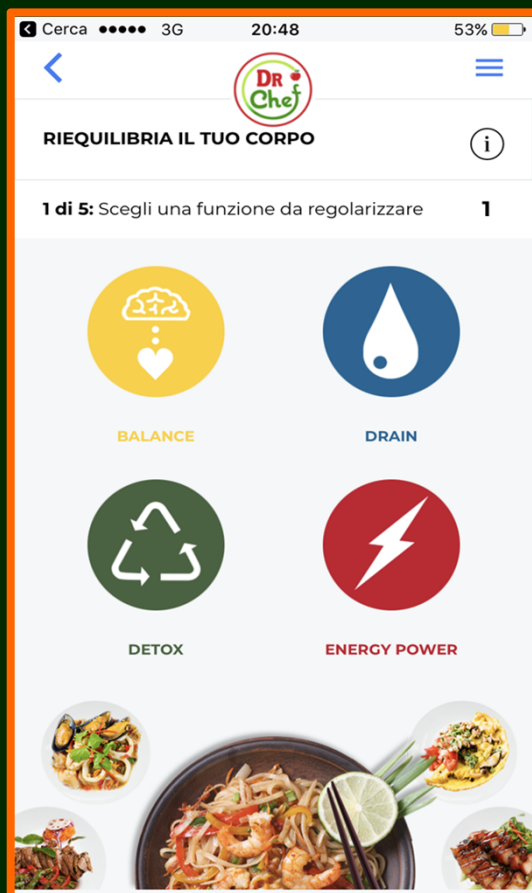 Cerca 3G 20:48 53%
DR
Chef
RIEQUILIBRIA IL TUO CORPO
i
1 di 5: Scegli una funzione da regolarizzare 1
BALANCE DRAIN
DETOX ENERGY POWER